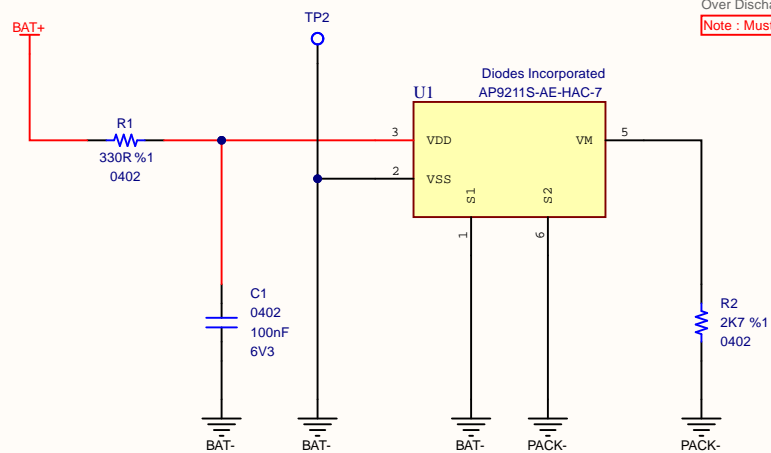 Over Discha
Note : Must
BAT+
TP2
Diodes Incorporated
AP9211S-AE-HAC-7
U1
R1
330R %1
0402
3
VDD
VM
5
2
VSS
S1
S2
1
6
C1
0402
100nF
6V3
R2
2K7 %1
0402
BAT-
BAT-
BAT-
PACK-
PACK-